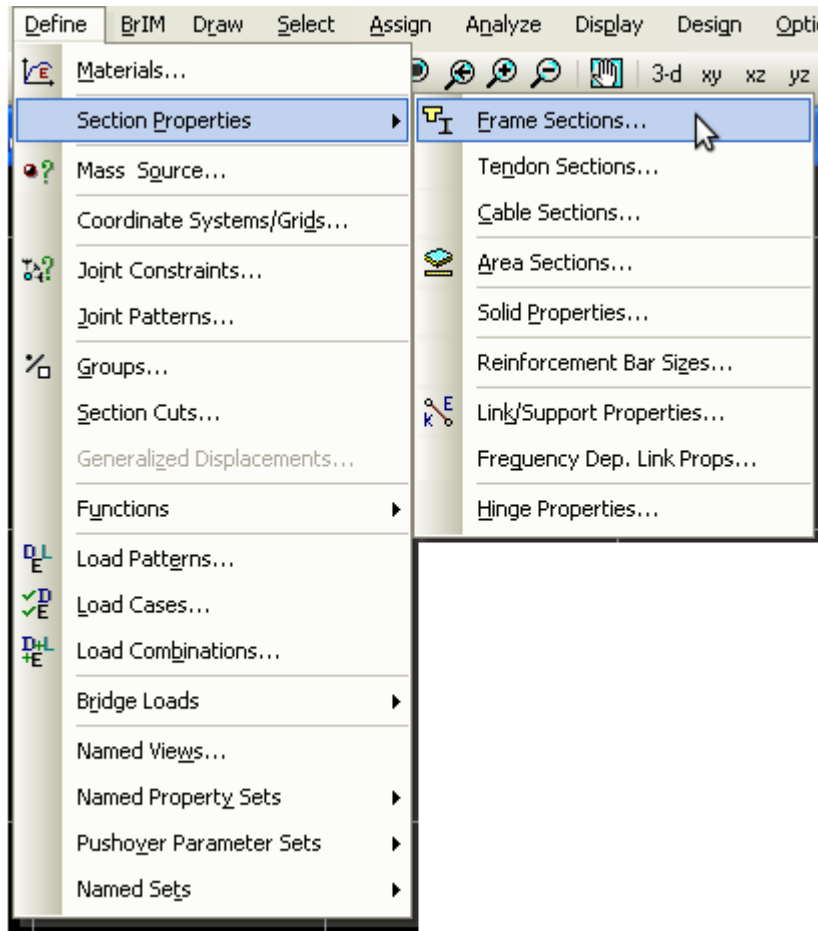 Define BrIM Draw Select Assign Analyze Display Design Opti
Materials...
3-d xy xz yz
Section Properties
Mass Source...
Coordinate Systems/Grids...
Joint Constraints...
Joint Patterns...
Groups...
Section Cuts...
Generalized Displacements...
Functions
Load Patterns...
Load Cases...
Load Combinations...
Bridge Loads
Named Views...
Named Property Sets
Pushover Parameter Sets
Named Sets
Frame Sections...
Tendon Sections...
Cable Sections...
Area Sections...
Solid Properties...
Reinforcement Bar Sizes...
Link/Support Properties...
Frequency Dep. Link Props...
Hinge Properties...